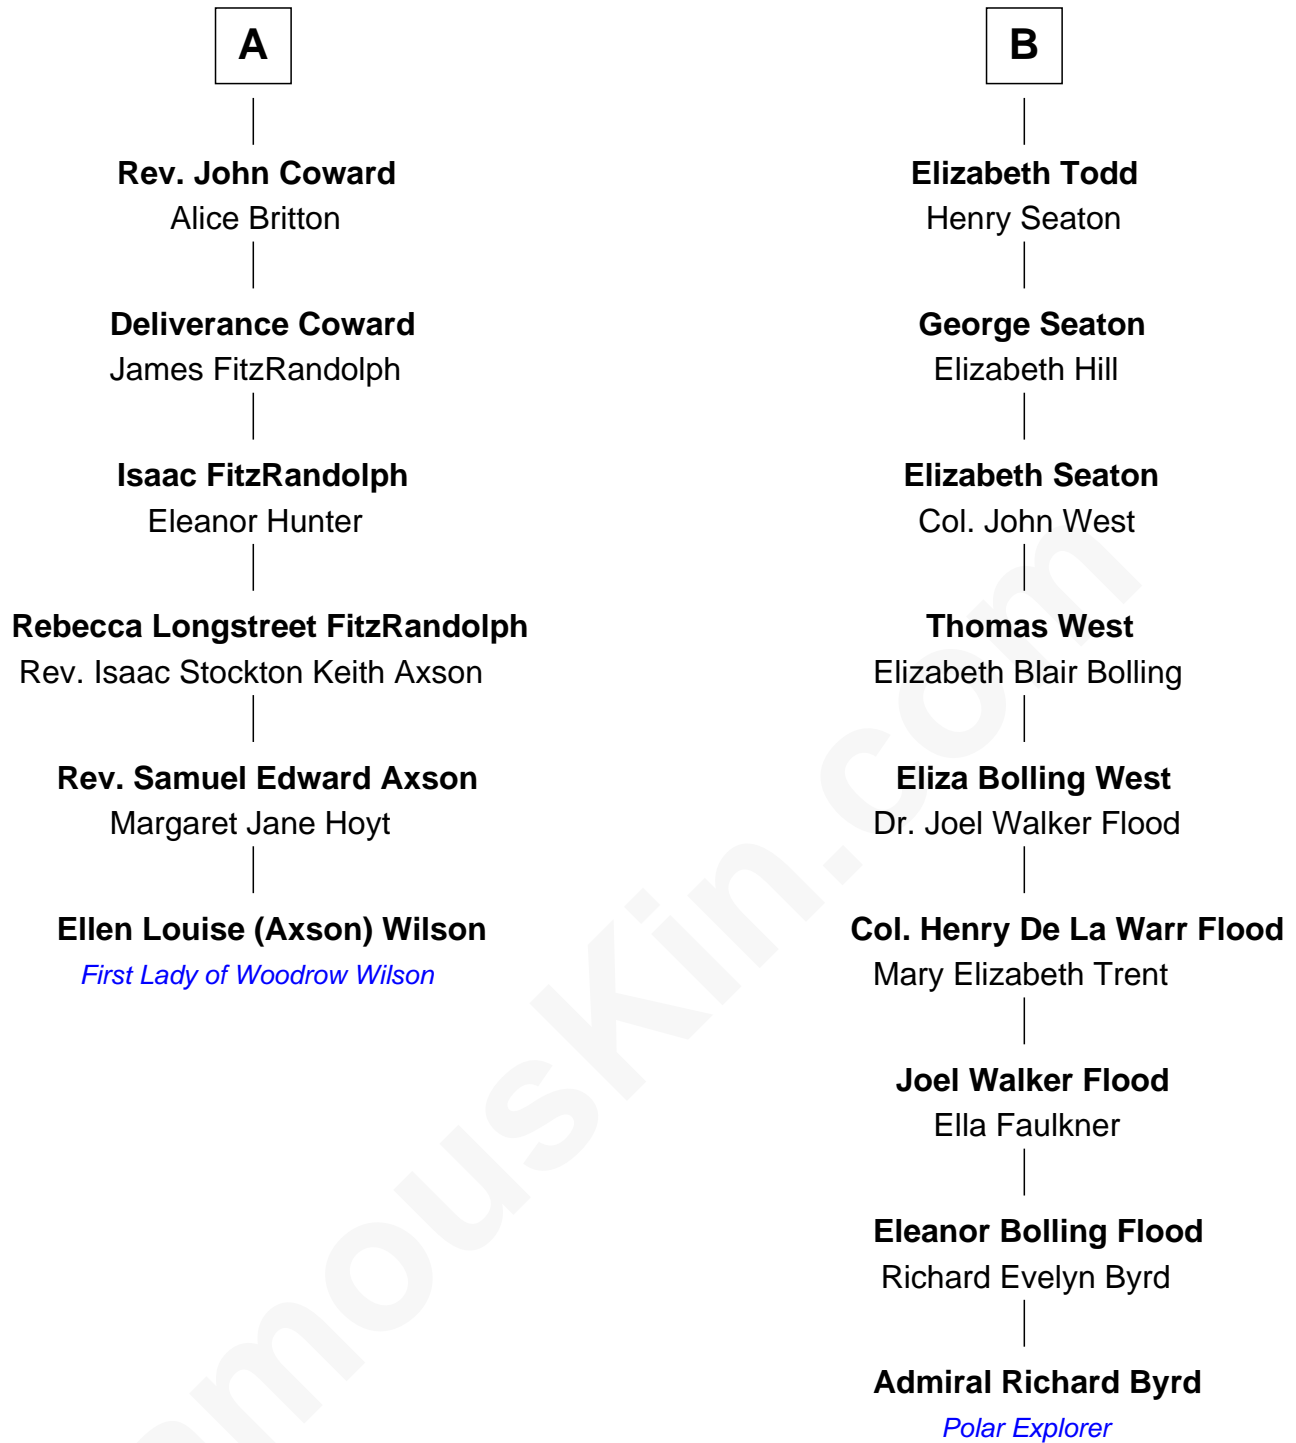 A
Rev. John Coward
Alice Britton
Deliverance Coward
James FitzRandolph
Isaac FitzRandolph
Eleanor Hunter
Rebecca Longstreet FitzRandolph
Rev. Isaac Stockton Keith Axson
Rev. Samuel Edward Axson
Margaret Jane Hoyt
Ellen Louise (Axson) Wilson
First Lady of Woodrow Wilson
B
Elizabeth Todd
Henry Seaton
George Seaton
Elizabeth Hill
Elizabeth Seaton
Col. John West
Thomas West
Elizabeth Blair Bolling
Eliza Bolling West
Dr. Joel Walker Flood
Col. Henry De La Warr Flood
Mary Elizabeth Trent
Joel Walker Flood
Ella Faulkner
Eleanor Bolling Flood
Richard Evelyn Byrd
Admiral Richard Byrd
Polar Explorer
amouskin.com